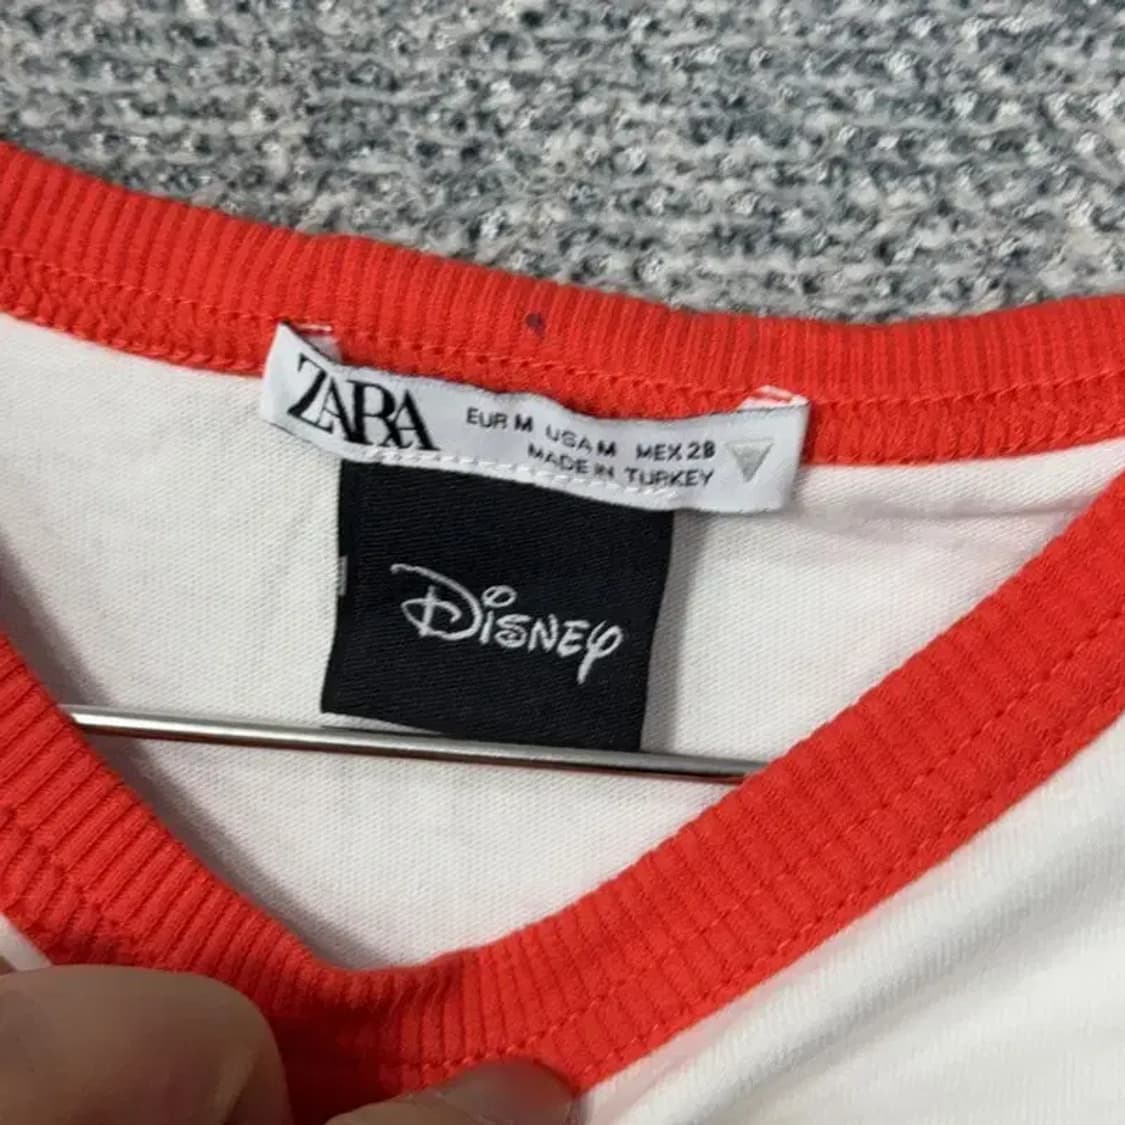 ZARA
EUR M USA M MEX 28
MADE IN TURKEY
Disney